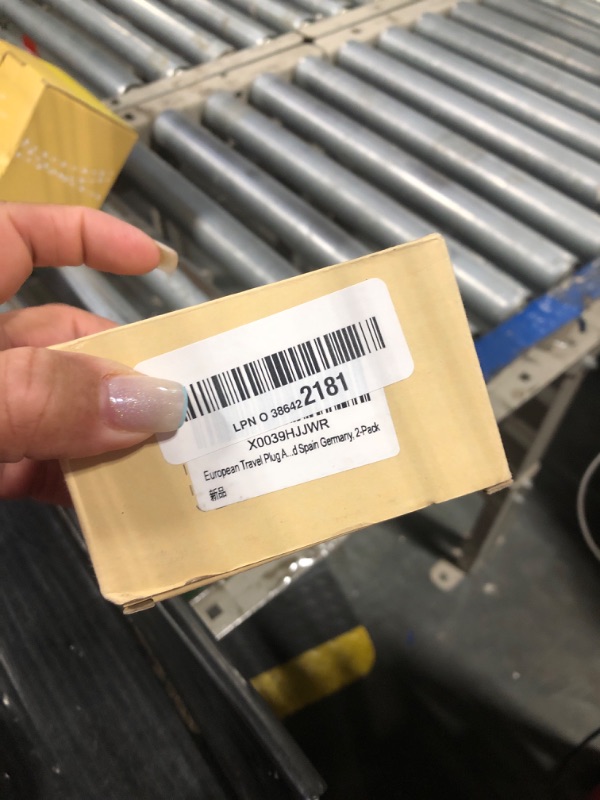 LPN O 38642 2181
X0039HJJWR
European Travel Plug A...d Spain Germany, 2-Pack
新品